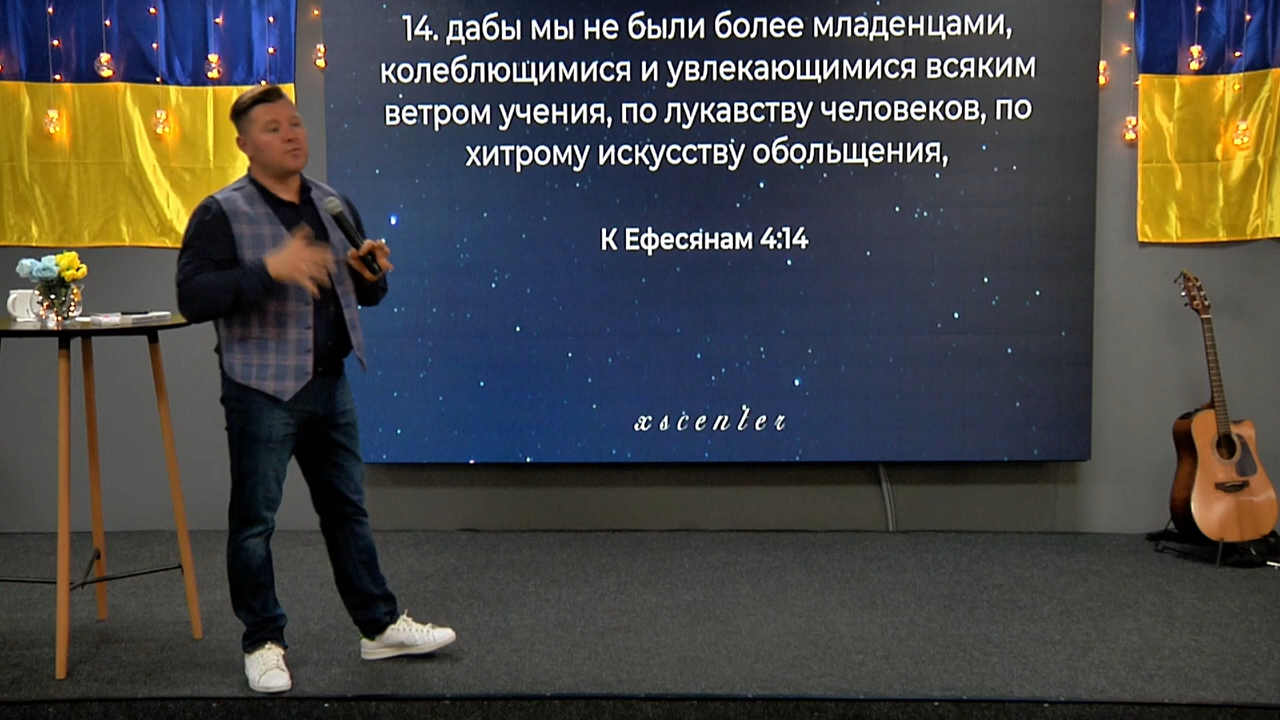 14. дабы мы не были более младенцами,
колеблющимися и увлекающимися всяким
ветром учения, по лукавству человеков, по
хитрому искусству обольщения,
К Ефесянам 4:14
xscenter